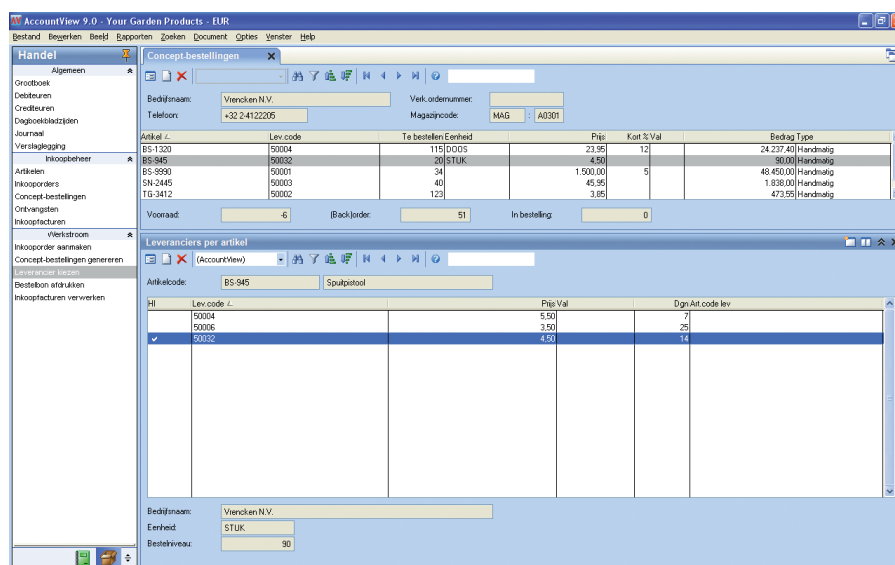 AccountView 9.0 - Your Garden Products - EUR
Bestand Bewerken Beeld Rapporten Zoeken Document Opties Venster Help
Handel
Algemeen
Grootboek
Debiteuren
Crediteuren
Dagboekbladzijden
Journaal
Verslaglegging
Inkoopbeheer
Artikelen
Inkooporders
Concept-bestellingen
Ontvangsten
Inkoopfacturen
Werkstroom
Inkooporder aanmaken
Concept-bestellingen genereren
Leverancier kiezen
Bestelbon afdrukken
Inkoopfacturen verwerken
Concept-bestellingen
Bedrijfsnaam: Vrencken N.V. Verk.ordernummer:
Telefoon: +32 2-4122205 Magazijncode: MAG : A0301
Artikel Lev.code Te bestellen Eenheid Prijs Kort % Val Bedrag Type
BS-1320 50004 115 DOOS 23,95 12 24.237,40 Handmatig
BS-945 50032 20 STUK 4,50 90,00 Handmatig
BS-9990 50001 34 1.500,00 5 48.450,00 Handmatig
SN-2445 50003 40 45,95 1.838,00 Handmatig
TG-3412 50002 123 3,85 473,55 Handmatig
Voorraad: -6 (Back)order: 51 In bestelling: 0
Leveranciers per artikel
(AccountView)
Artikelcode: BS-945 Spuitpistool
HI Lev.code Prijs Val Dgn Art.code lev
50004 5,50 7
50006 3,50 25
50032 4,50 14
Bedrijfsnaam: Vrencken N.V.
Eenheid: STUK
Bestelniveau: 90